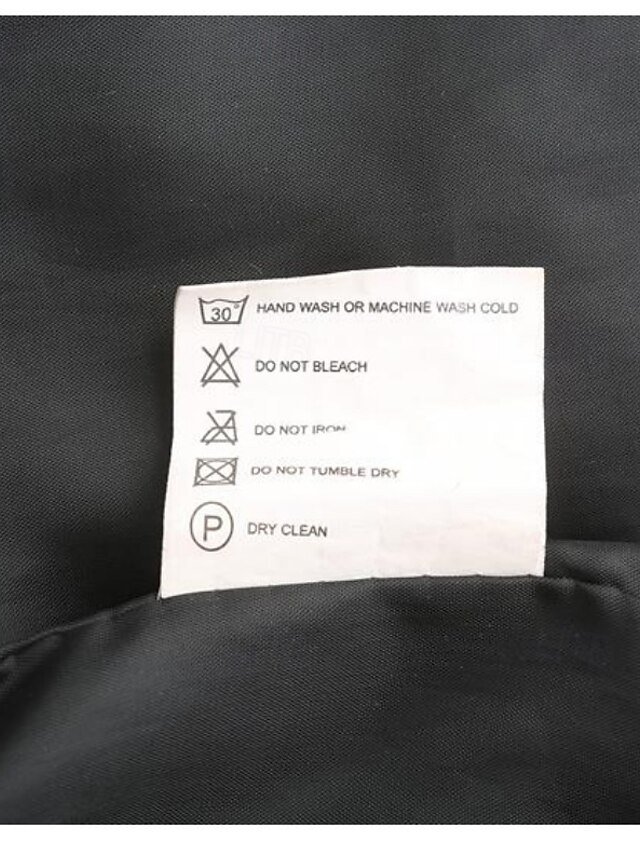 30° HAND WASH OR MACHINE WASH COLD
DO NOT BLEACH
DO NOT IRON
DO NOT TUMBLE DRY
P DRY CLEAN